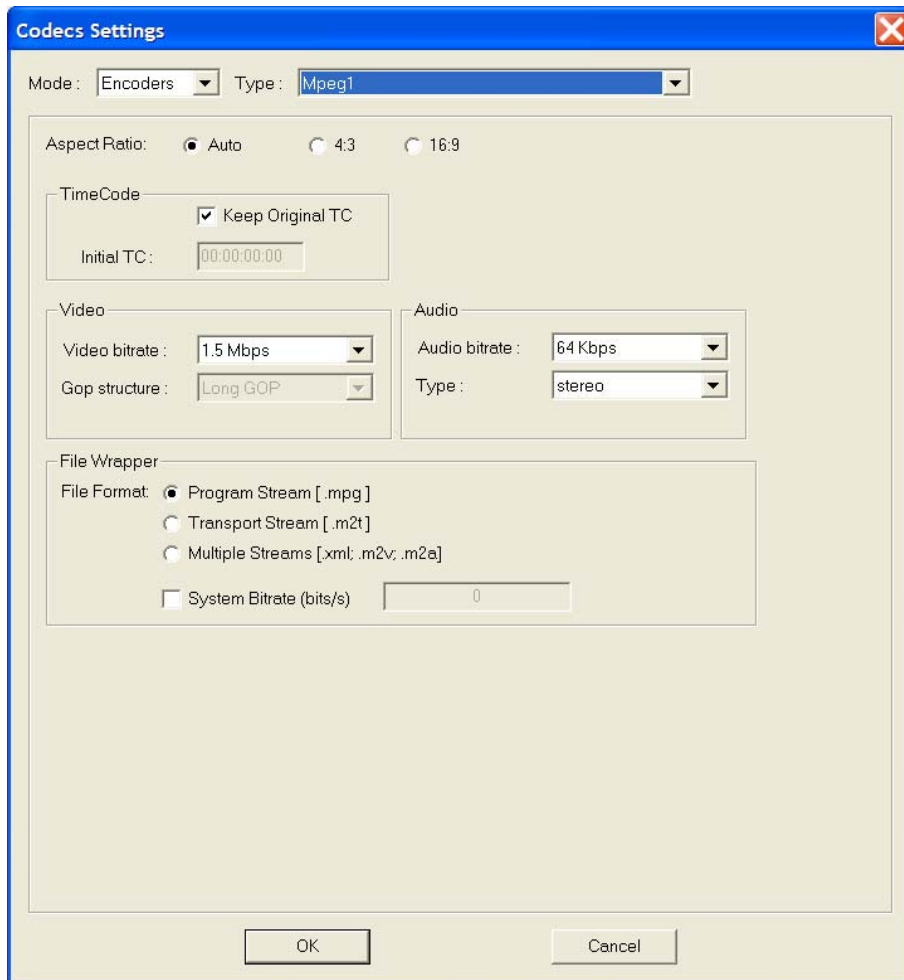 Codecs Settings
Mode : Encoders Type : Mpeg1
Aspect Ratio: Auto 4:3 16:9
TimeCode
Keep Original TC
Initial TC : 00:00:00:00
Video
Video bitrate : 1.5 Mbps
Gop structure : Long GOP
Audio
Audio bitrate : 64 Kbps
Type : stereo
File Wrapper
File Format: Program Stream [ .mpg ]
Transport Stream [ .m2t ]
Multiple Streams [.xml; .m2v; .m2a]
System Bitrate (bits/s) 0
OK Cancel